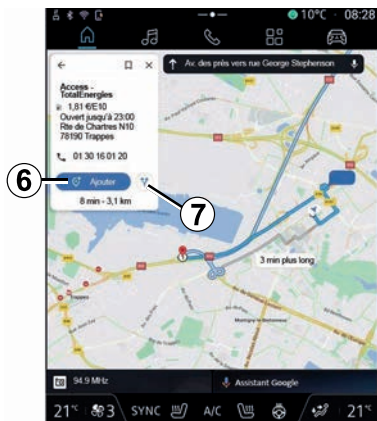 10°C · 08:28
Access -
TotalEnergies
1,81 €/E10
Ouvert jusqu'à 23:00
Rte de Chartres N10
78190 Trappes
01 30 16 01 20
Ajouter
8 min - 3,1 km
6
7
Av. des prés vers rue George Stephenson
3 min plus long
Trappes
94.9 MHz
Assistant Google
21°C
3
SYNC
A/C
21°C